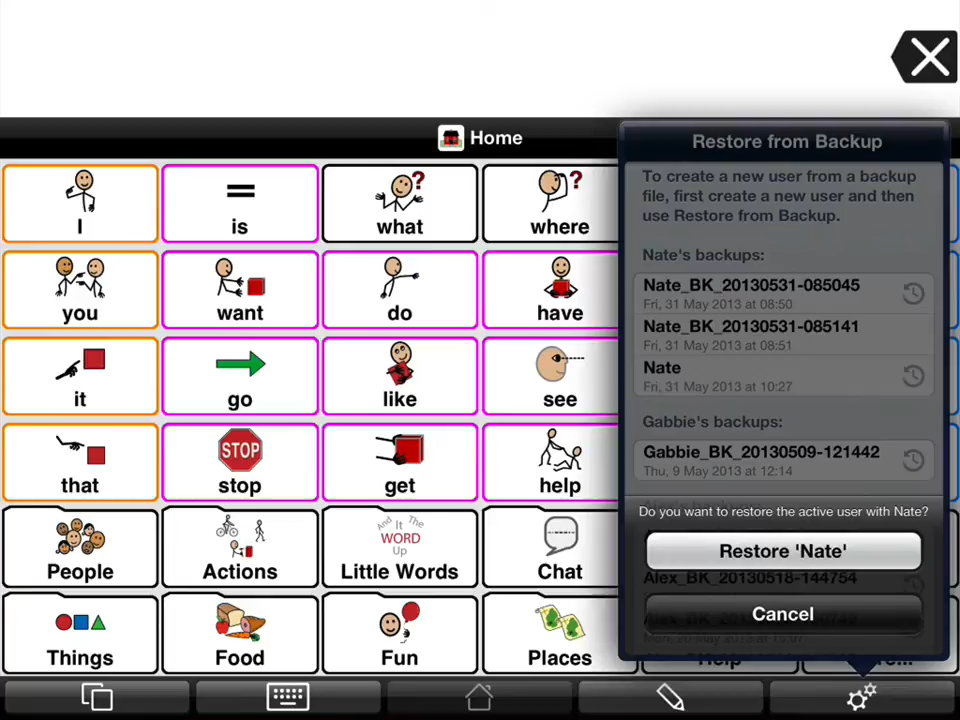 Home
I
is
what
where
you
want
do
have
it
go
like
see
that
STOP
stop
get
help
People
Actions
And It The
WORD
Up
Little Words
Chat
Things
Food
Fun
Places
Restore from Backup
To create a new user from a backup
file, first create a new user and then
use Restore from Backup.
Nate's backups:
Nate_BK_20130531-085045
Fri, 31 May 2013 at 08:50
Nate_BK_20130531-085141
Fri, 31 May 2013 at 08:51
Nate
Fri, 31 May 2013 at 10:27
Gabbie's backups:
Gabbie_BK_20130509-121442
Thu, 9 May 2013 at 12:14
Do you want to restore the active user with Nate?
Restore 'Nate'
Alex_BK_20130518-144754
Cancel